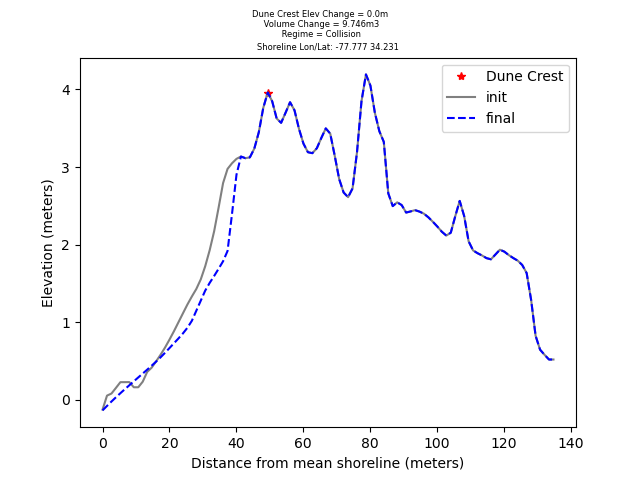 Dune Crest Elev Change = 0.0m
Volume Change = 9.746m3
Regime = Collision
Shoreline Lon/Lat: -77.777 34.231
Dune Crest
init
final
Elevation (meters)
4
3
2
1
0
0 20 40 60 80 100 120 140
Distance from mean shoreline (meters)